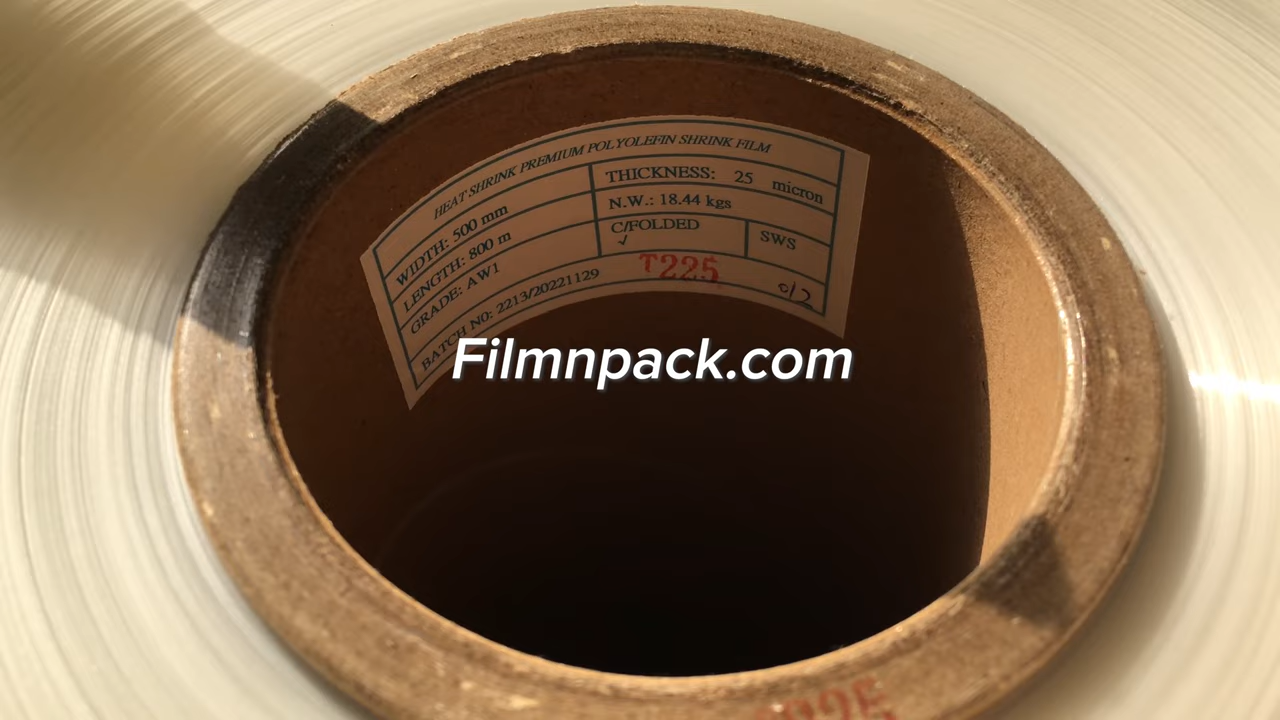 HEAT SHRINK PREMIUM POLYOLEFIN SHRINK FILM
WIDTH: 500 mm
THICKNESS: 25 micron
LENGTH: 800 m
N.W.: 18.44 kgs
GRADE: AW1
C/FOLDED ✓
SWS
BATCH N0: 2213/20221129
T225
Filmnpack.com